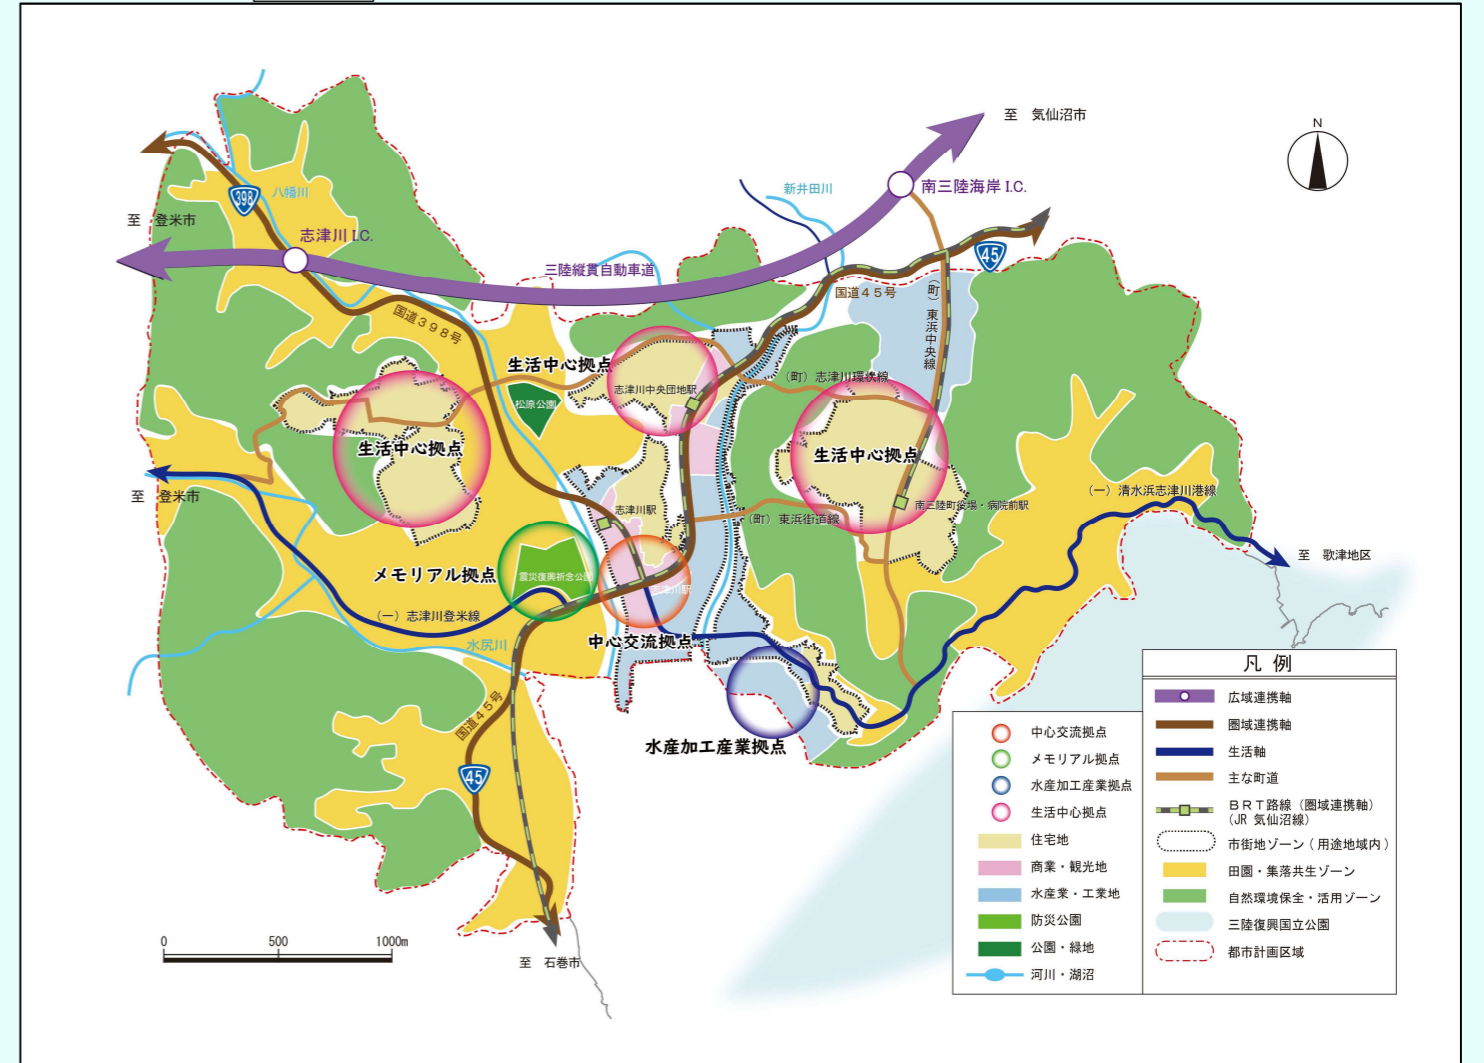 至　気仙沼市
N
南三陸海岸 I.C.
新井田川
398
八幡川
至　登米市
志津川 I.C.
45
三陸縦貫自動車道
国道４５号
（町）東浜中央線
国道３９８号
生活中心拠点
志津川中央団地駅
（町）志津川環状線
松原公園
生活中心拠点
生活中心拠点
至　登米市
（一）清水浜志津川港線
南三陸町役場・病院前駅
志津川駅
（町）東浜街道線
至　歌津地区
メモリアル拠点
震災復興祈念公園
津川駅
（一）志津川登米線
水尻川
中心交流拠点
国道４５号
水産加工産業拠点
45
0
500
1000m
至　石巻市
凡 例
中心交流拠点
メモリアル拠点
水産加工産業拠点
生活中心拠点
住宅地
商業・観光地
水産業・工業地
防災公園
公園・緑地
河川・湖沼
広域連携軸
圏域連携軸
生活軸
主な町道
ＢＲＴ路線（圏域連携軸）
（JR 気仙沼線）
市街地ゾーン（用途地域内）
田園・集落共生ゾーン
自然環境保全・活用ゾーン
三陸復興国立公園
都市計画区域